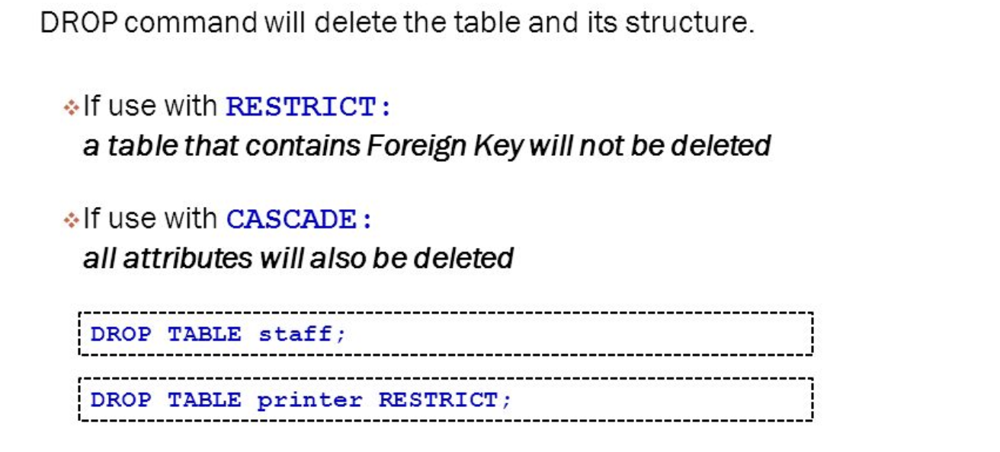 DROP command will delete the table and its structure.
If use with RESTRICT:
a table that contains Foreign Key will not be deleted
If use with CASCADE:
all attributes will also be deleted
DROP TABLE staff;
DROP TABLE printer RESTRICT;